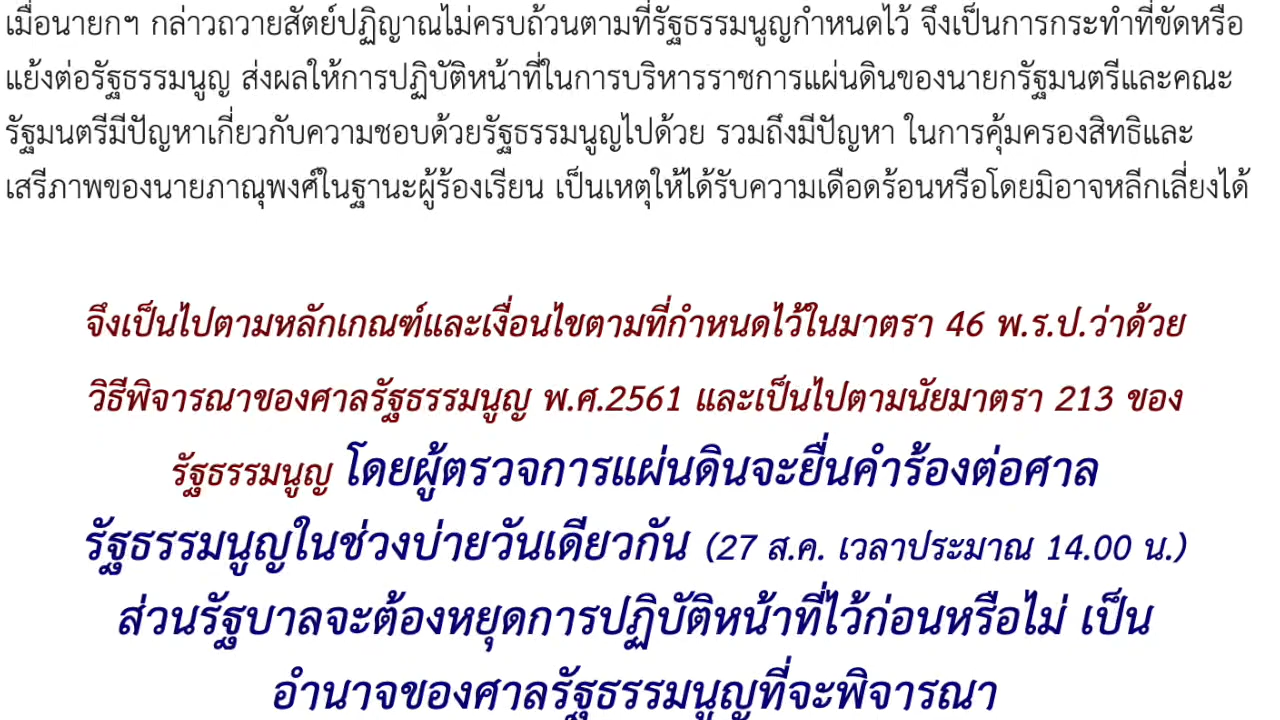 เมื่อนายกฯ กล่าวถวายสัตย์ปฏิญาณไม่ครบถ้วนตามที่รัฐธรรมนูญกำหนดไว้ จึงเป็นการกระทำที่ขัดหรือ
แย้งต่อรัฐธรรมนูญ ส่งผลให้การปฏิบัติหน้าที่ในการบริหารราชการแผ่นดินของนายกรัฐมนตรีและคณะ
รัฐมนตรีมีปัญหาเกี่ยวกับความชอบด้วยรัฐธรรมนูญไปด้วย รวมถึงมีปัญหา ในการคุ้มครองสิทธิและ
เสรีภาพของนายภาณุพงศ์ในฐานะผู้ร้องเรียน เป็นเหตุให้ได้รับความเดือดร้อนหรือโดยมิอาจหลีกเลี่ยงได้
จึงเป็นไปตามหลักเกณฑ์และเงื่อนไขตามที่กำหนดไว้ในมาตรา 46 พ.ร.ป.ว่าด้วย
วิธีพิจารณาของศาลรัฐธรรมนูญ พ.ศ.2561 และเป็นไปตามนัยมาตรา 213 ของ
รัฐธรรมนูญ โดยผู้ตรวจการแผ่นดินจะยื่นคำร้องต่อศาล
รัฐธรรมนูญในช่วงบ่ายวันเดียวกัน (27 ส.ค. เวลาประมาณ 14.00 น.)
ส่วนรัฐบาลจะต้องหยุดการปฏิบัติหน้าที่ไว้ก่อนหรือไม่ เป็น
อำนาจของศาลรัฐธรรมนูญที่จะพิจารณา